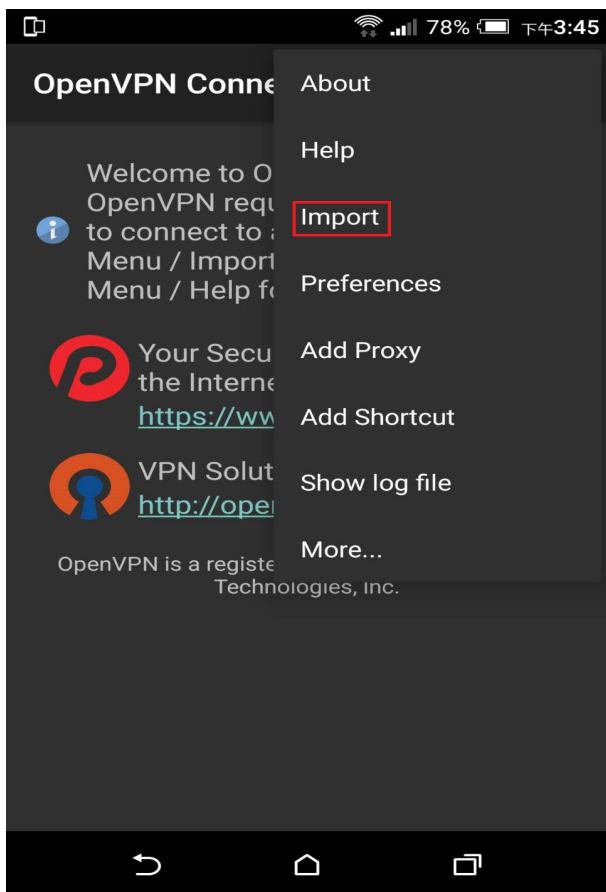 78% 下午3:45
OpenVPN Conne
About
Help
Import
Preferences
Add Proxy
Add Shortcut
Show log file
More...
Welcome to O
OpenVPN requ
to connect to a
Menu / Import
Menu / Help fo
Your Secu
the Interne
https://ww
VPN Solut
http://ope
OpenVPN is a registe
Technologies, Inc.